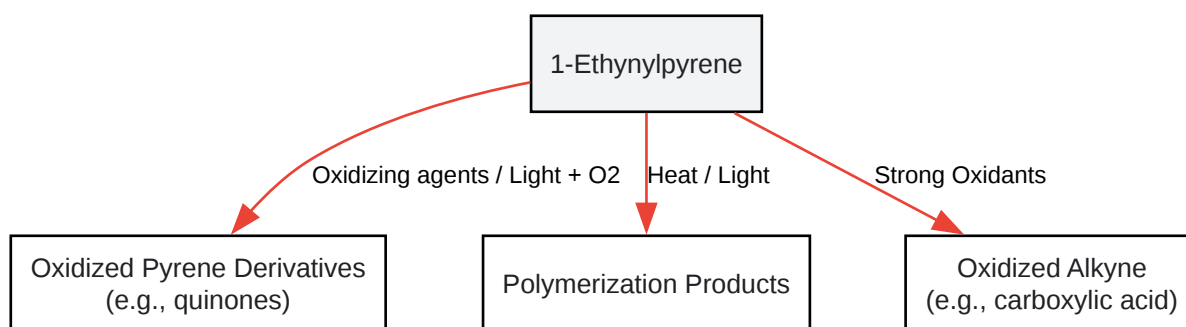 1-Ethynylpyrene
Oxidizing agents / Light + O2
Heat / Light
Strong Oxidants
Oxidized Pyrene Derivatives
(e.g., quinones)
Polymerization Products
Oxidized Alkyne
(e.g., carboxylic acid)